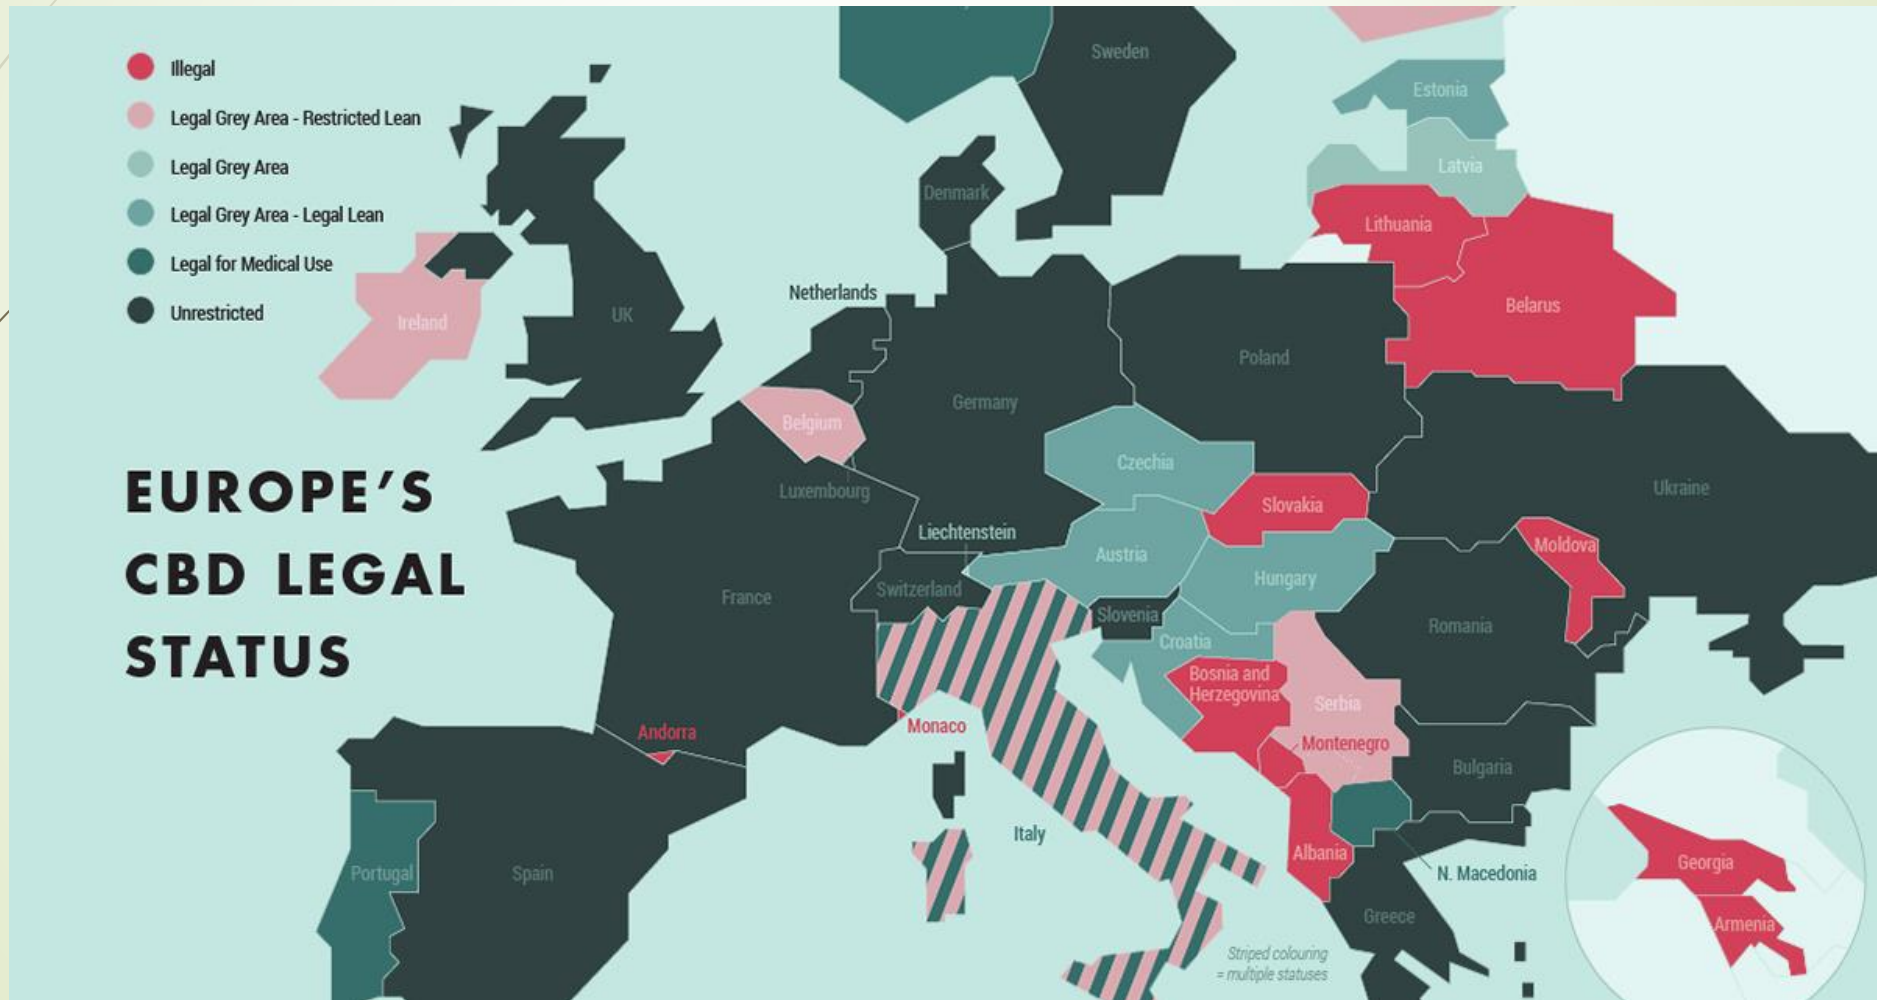 Illegal
Legal Grey Area - Restricted Lean
Legal Grey Area
Legal Grey Area - Legal Lean
Legal for Medical Use
Unrestricted
EUROPE'S
CBD LEGAL
STATUS
Sweden
Estonia
Latvia
Lithuania
Belarus
Denmark
Netherlands
Ireland
UK
Poland
Germany
Belgium
Luxembourg
Czechia
Slovakia
Ukraine
Liechtenstein
Austria
Moldova
Hungary
Switzerland
France
Slovenia
Croatia
Romania
Bosnia and
Herzegovina
Serbia
Andorra
Monaco
Montenegro
Bulgaria
Italy
Albania
N. Macedonia
Georgia
Portugal
Spain
Greece
Armenia
Striped colouring
= multiple statuses